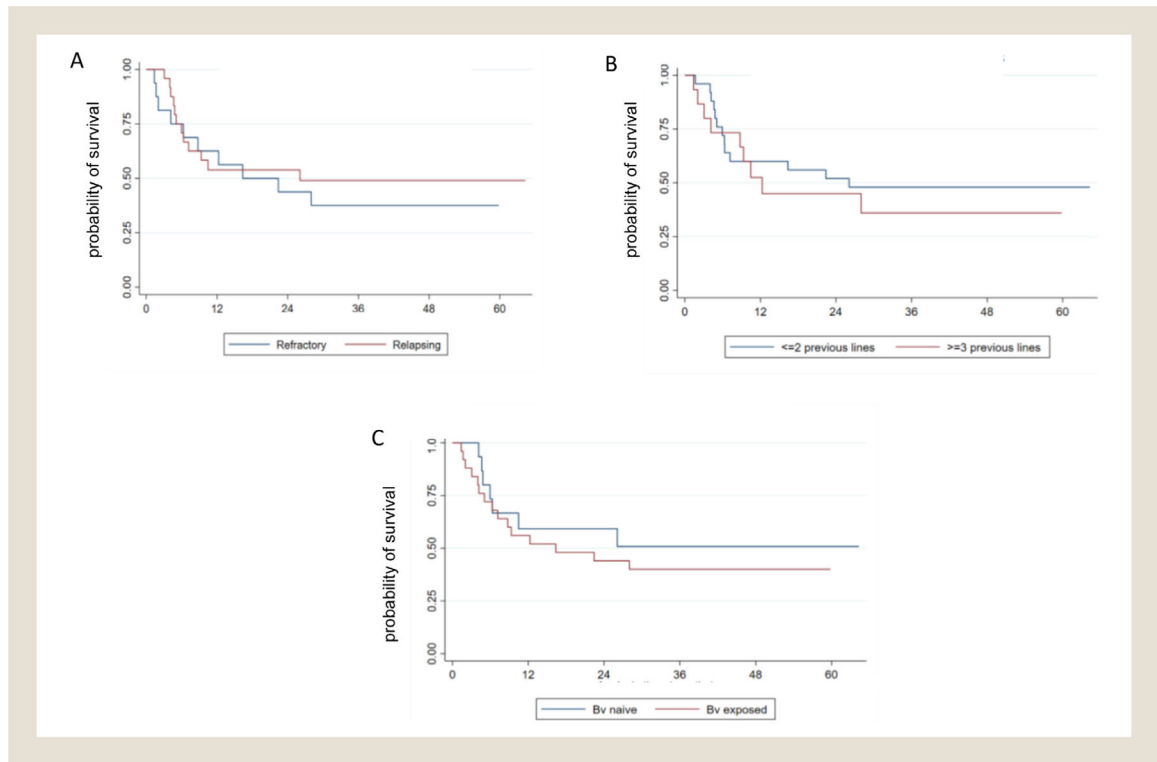 A
probability of survival
1.00
0.75
0.50
0.25
0.00
0 12 24 36 48 60
Refractory Relapsing
B
probability of survival
1.00
0.75
0.50
0.25
0.00
0 12 24 36 48 60
<=2 previous lines >=3 previous lines
C
probability of survival
1.0
0.75
0.50
0.25
0.00
0 12 24 36 48 60
Bv naive Bv exposed